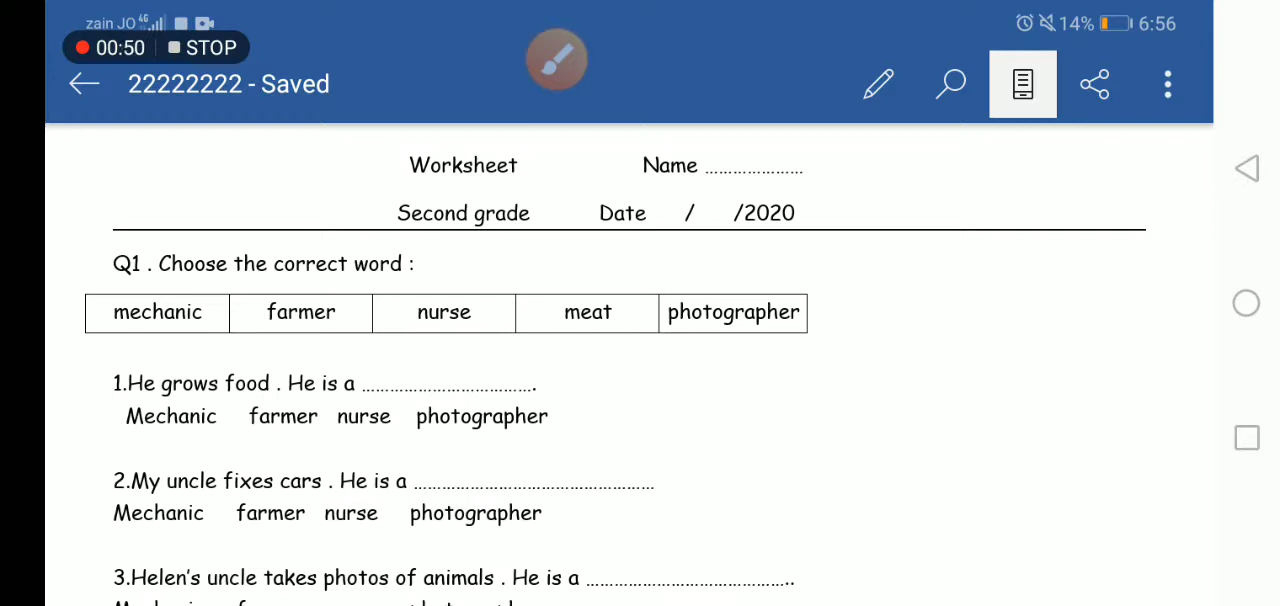 zain JO 4G 14% 6:56
00:50 STOP
22222222 - Saved
Worksheet Name .....................
Second grade Date / /2020
Q1 . Choose the correct word :
mechanic farmer nurse meat photographer
1.He grows food . He is a ....................................
Mechanic farmer nurse photographer
2.My uncle fixes cars . He is a ...................................................
Mechanic farmer nurse photographer
3.Helen's uncle takes photos of animals . He is a ............................................